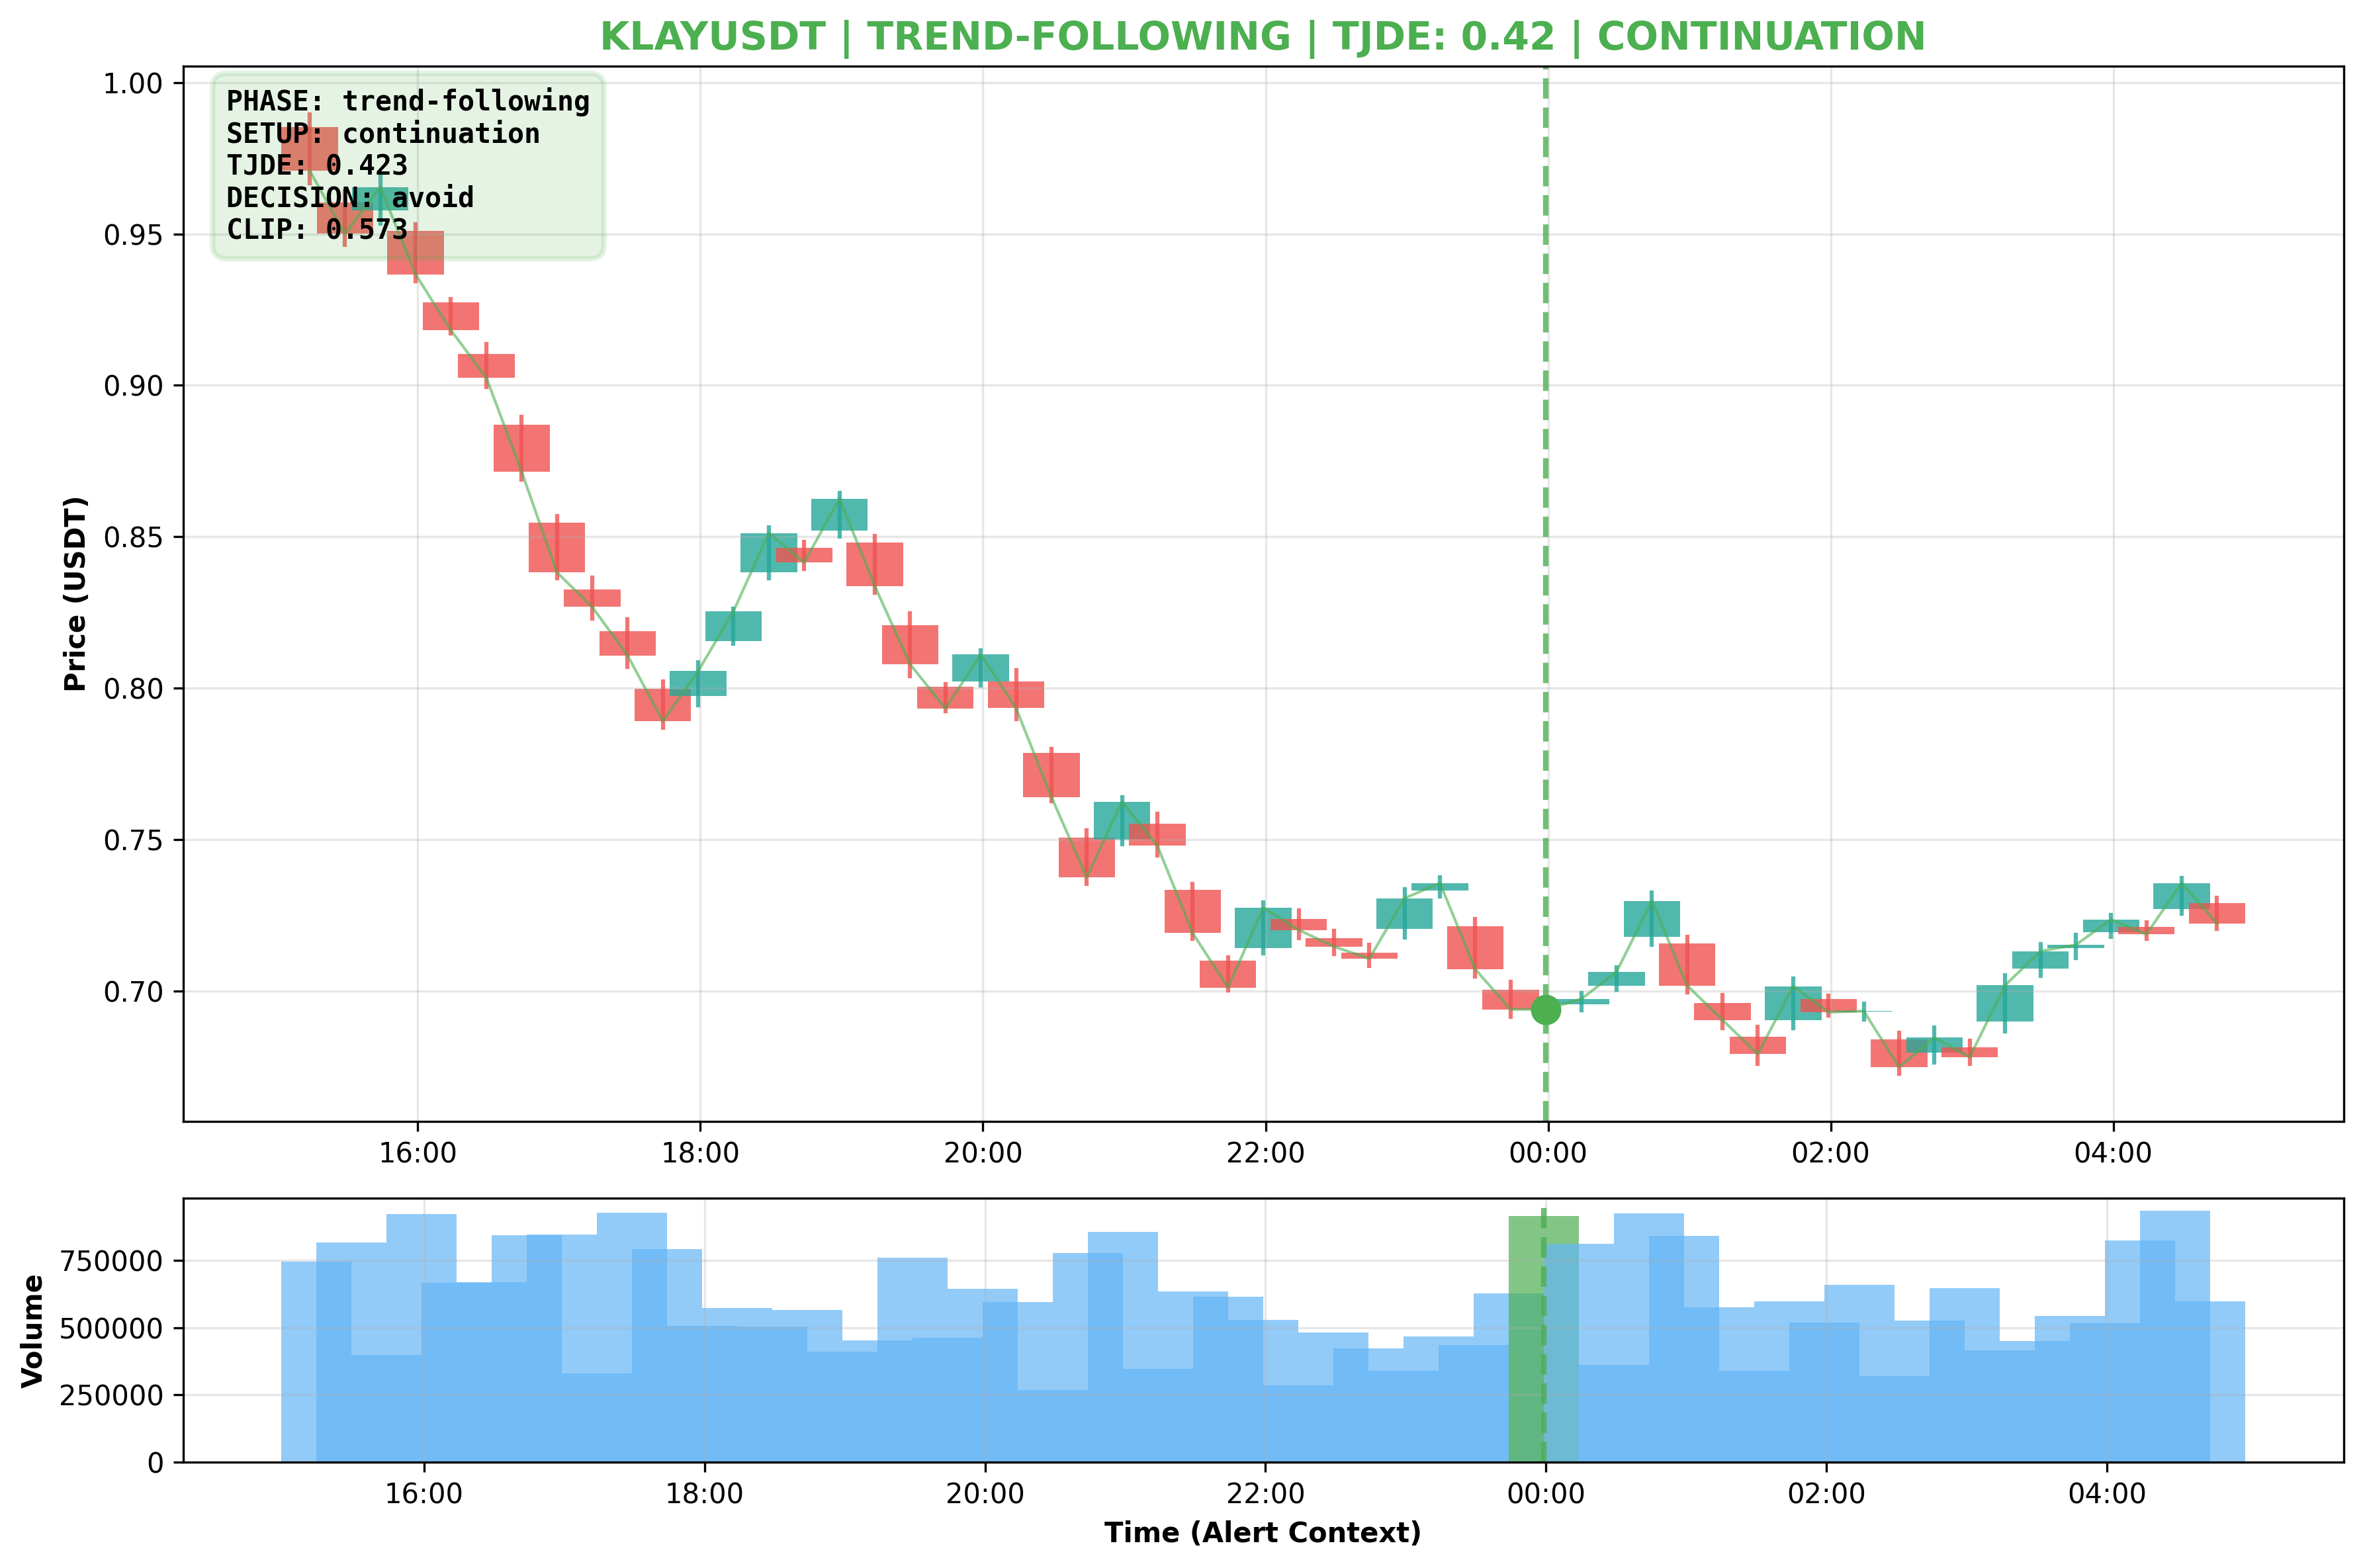 KLAYUSDT | TREND-FOLLOWING | TJDE: 0.42 | CONTINUATION
PHASE: trend-following
SETUP: continuation
TJDE: 0.423
DECISION: avoid
CLIP: 0.573
Price (USDT)
1.00
0.95
0.90
0.85
0.80
0.75
0.70
16:00 18:00 20:00 22:00 00:00 02:00 04:00
Volume
750000
500000
250000
0
16:00 18:00 20:00 22:00 00:00 02:00 04:00
Time (Alert Context)